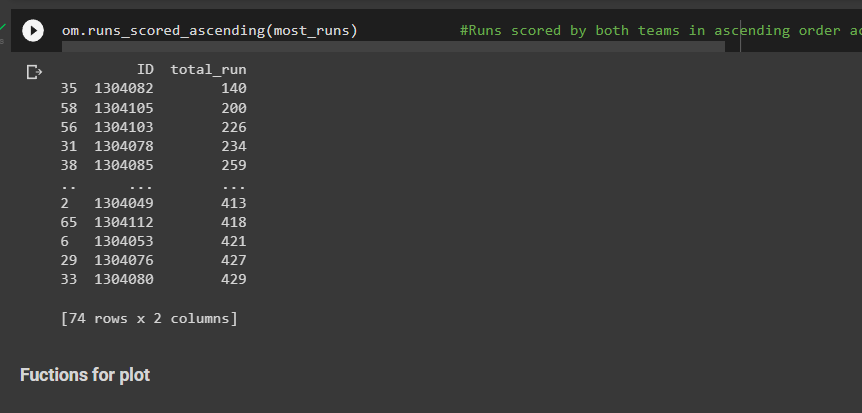 om.runs_scored_ascending(most_runs) #Runs scored by both teams in ascending order
ID total_run
35 1304082 140
58 1304105 200
56 1304103 226
31 1304078 234
38 1304085 259
.. ... ...
2 1304049 413
65 1304112 418
6 1304053 421
29 1304076 427
33 1304080 429
[74 rows x 2 columns]
Fuctions for plot